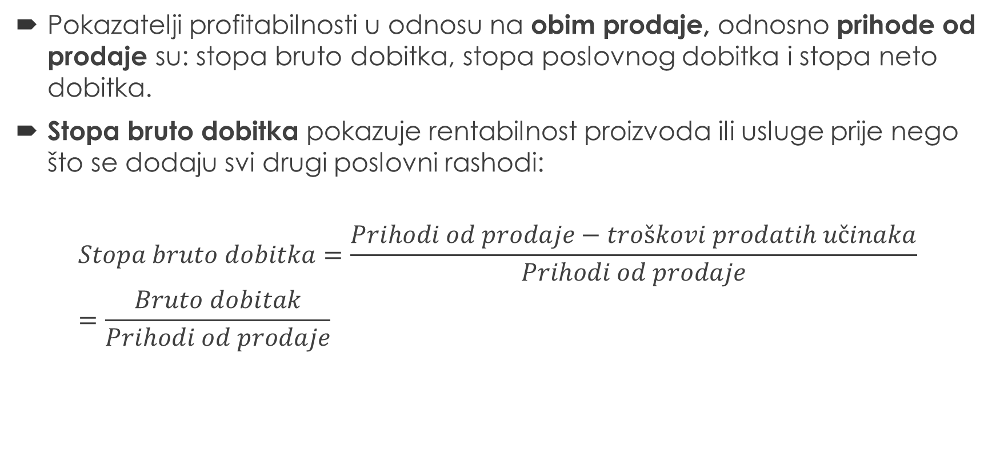 Pokazatelji profitabilnosti u odnosu na obim prodaje, odnosno prihode od
prodaje su: stopa bruto dobitka, stopa poslovnog dobitka i stopa neto
dobitka.
Stopa bruto dobitka pokazuje rentabilnost proizvoda ili usluge prije nego
što se dodaju svi drugi poslovni rashodi:
Prihodi od prodaje − troškovi prodatih učinaka
Stopa bruto dobitka =
Prihodi od prodaje
Bruto dobitak
=
Prihodi od prodaje